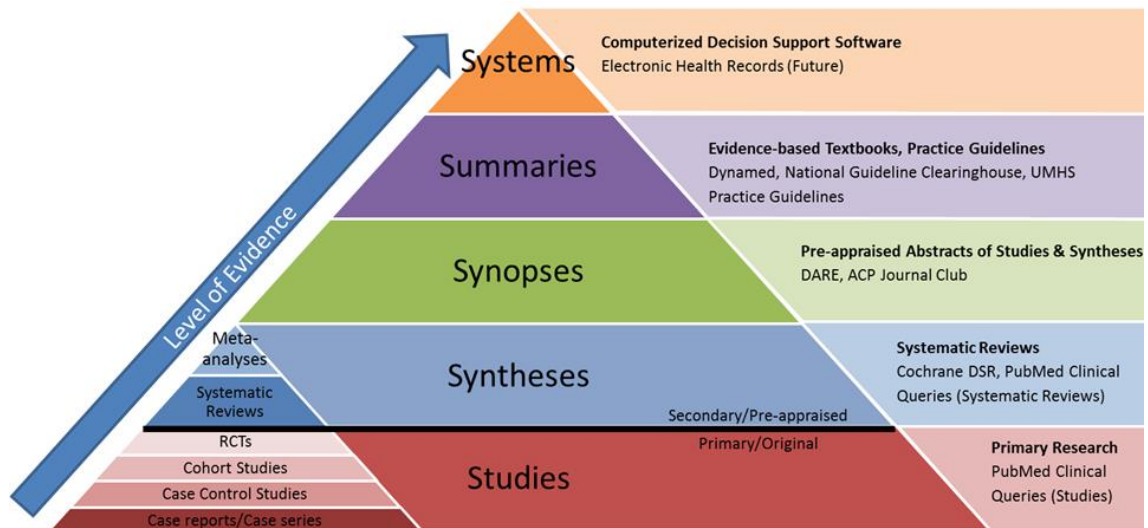 Systems
Computerized Decision Support Software
Electronic Health Records (Future)
Summaries
Evidence-based Textbooks, Practice Guidelines
Dynamed, National Guideline Clearinghouse, UMHS
Practice Guidelines
Level of Evidence
Synopses
Pre-appraised Abstracts of Studies & Syntheses
DARE, ACP Journal Club
Meta-
analyses
Systematic
Reviews
Syntheses
Secondary/Pre-appraised
Systematic Reviews
Cochrane DSR, PubMed Clinical
Queries (Systematic Reviews)
RCTs
Cohort Studies
Case Control Studies
Case reports/Case series
Primary/Original
Studies
Primary Research
PubMed Clinical
Queries (Studies)